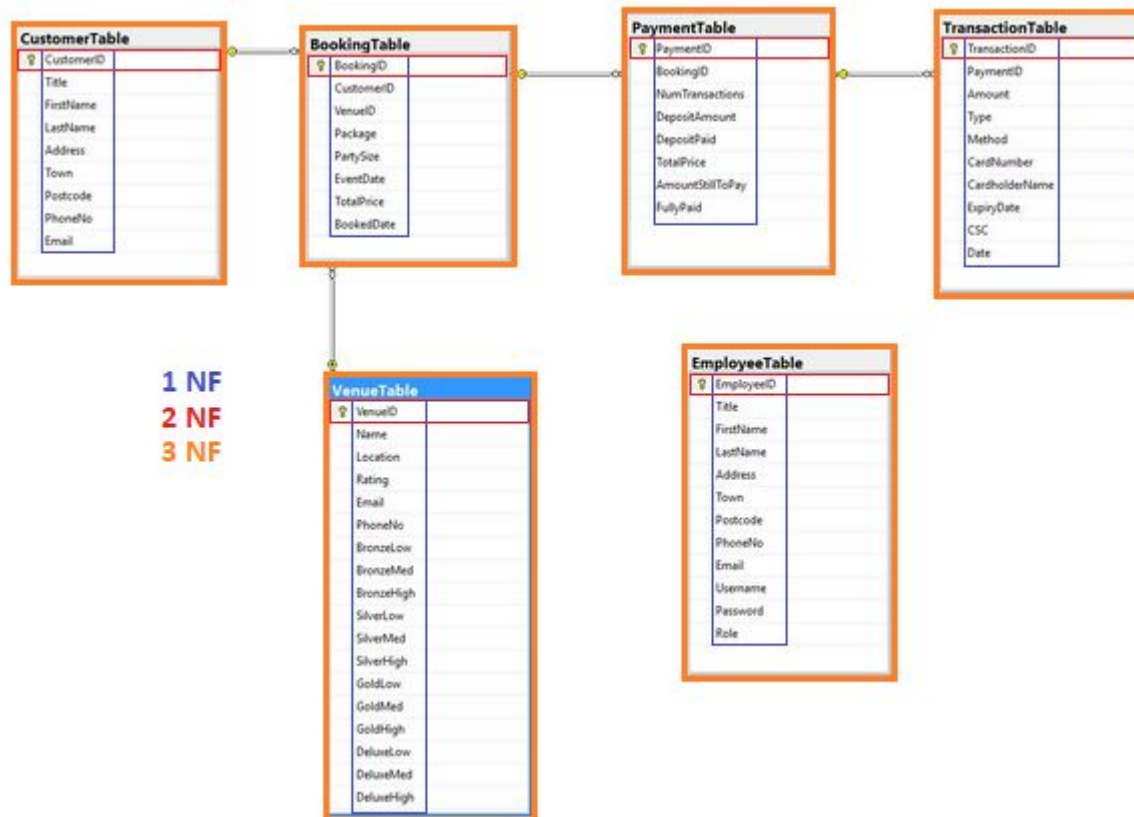 CustomerTable
CustomerID
Title
FirstName
LastName
Address
Town
Postcode
PhoneNo
Email
BookingTable
BookingID
CustomerID
VenueID
Package
PartySize
EventDate
TotalPrice
BookedDate
PaymentTable
PaymentID
BookingID
NumTransactions
DepositAmount
DepositPaid
TotalPrice
AmountStillToPay
FullyPaid
TransactionTable
TransactionID
PaymentID
Amount
Type
Method
CardNumber
CardholderName
ExpiryDate
CSC
Date
1 NF
2 NF
3 NF
VenueTable
VenueID
Name
Location
Rating
Email
PhoneNo
BronzeLow
BronzeMed
BronzeHigh
SilverLow
SilverMed
SilverHigh
GoldLow
GoldMed
GoldHigh
DeluxeLow
DeluxeMed
DeluxeHigh
EmployeeTable
EmployeeID
Title
FirstName
LastName
Address
Town
Postcode
PhoneNo
Email
Username
Password
Role